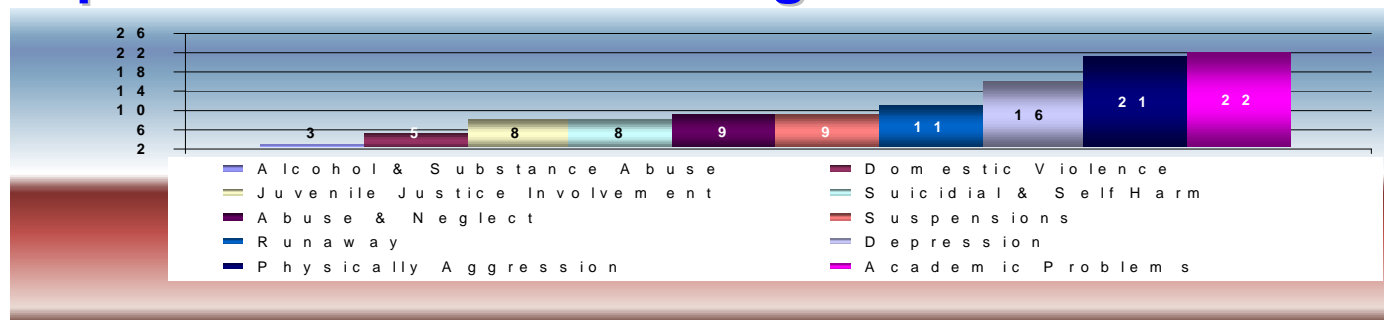 26
22
18
14
10
6
2
3 5 8 8 9 9 11 16 21 22
Alcohol & Substance Abuse Domestic Violence
Juvenile Justice Involvement Suicidial & Self Harm
Abuse & Neglect Suspensions
Runaway Depression
Physically Aggression Academic Problems